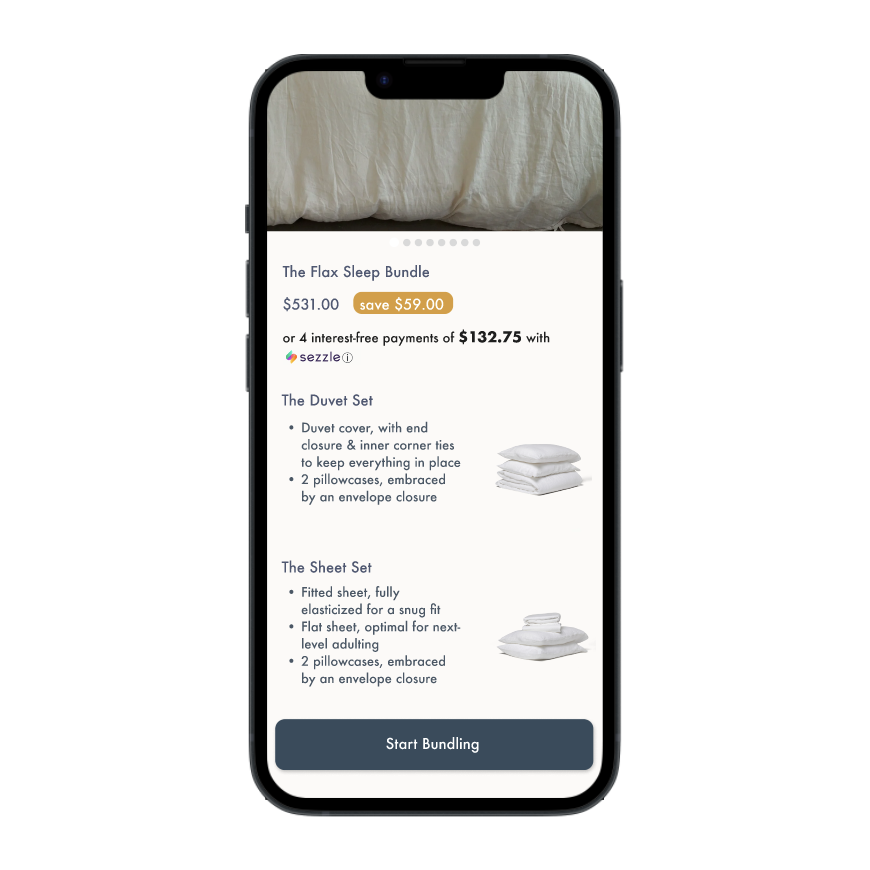 The Flax Sleep Bundle
$531.00 save $59.00
or 4 interest-free payments of $132.75 with
sezzle i
The Duvet Set
• Duvet cover, with end
closure & inner corner ties
to keep everything in place
• 2 pillowcases, embraced
by an envelope closure
The Sheet Set
• Fitted sheet, fully
elasticized for a snug fit
• Flat sheet, optimal for next-
level adulting
• 2 pillowcases, embraced
by an envelope closure
Start Bundling